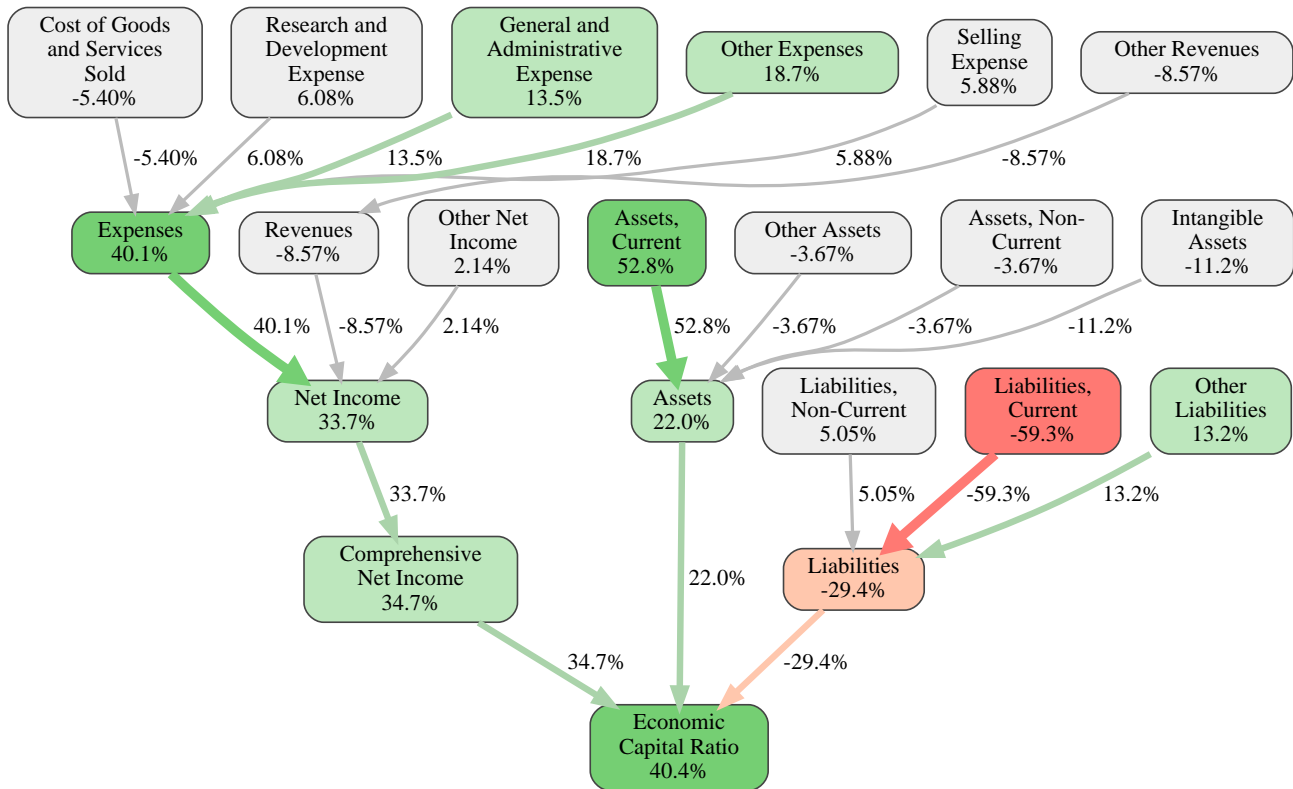 Cost of Goods
and Services
Sold
-5.40%
Research and
Development
Expense
6.08%
General and
Administrative
Expense
13.5%
Other Expenses
18.7%
Selling
Expense
5.88%
Other Revenues
-8.57%
-5.40%
6.08%
13.5%
18.7%
5.88%
-8.57%
Expenses
40.1%
Revenues
-8.57%
Other Net
Income
2.14%
Assets,
Current
52.8%
Other Assets
-3.67%
Assets, Non-
Current
-3.67%
Intangible
Assets
-11.2%
40.1%
-8.57%
2.14%
52.8%
-3.67%
-3.67%
-11.2%
Net Income
33.7%
Assets
22.0%
Liabilities,
Non-Current
5.05%
Liabilities,
Current
-59.3%
Other
Liabilities
13.2%
33.7%
5.05%
-59.3%
13.2%
Comprehensive
Net Income
34.7%
22.0%
Liabilities
-29.4%
34.7%
-29.4%
Economic
Capital Ratio
40.4%